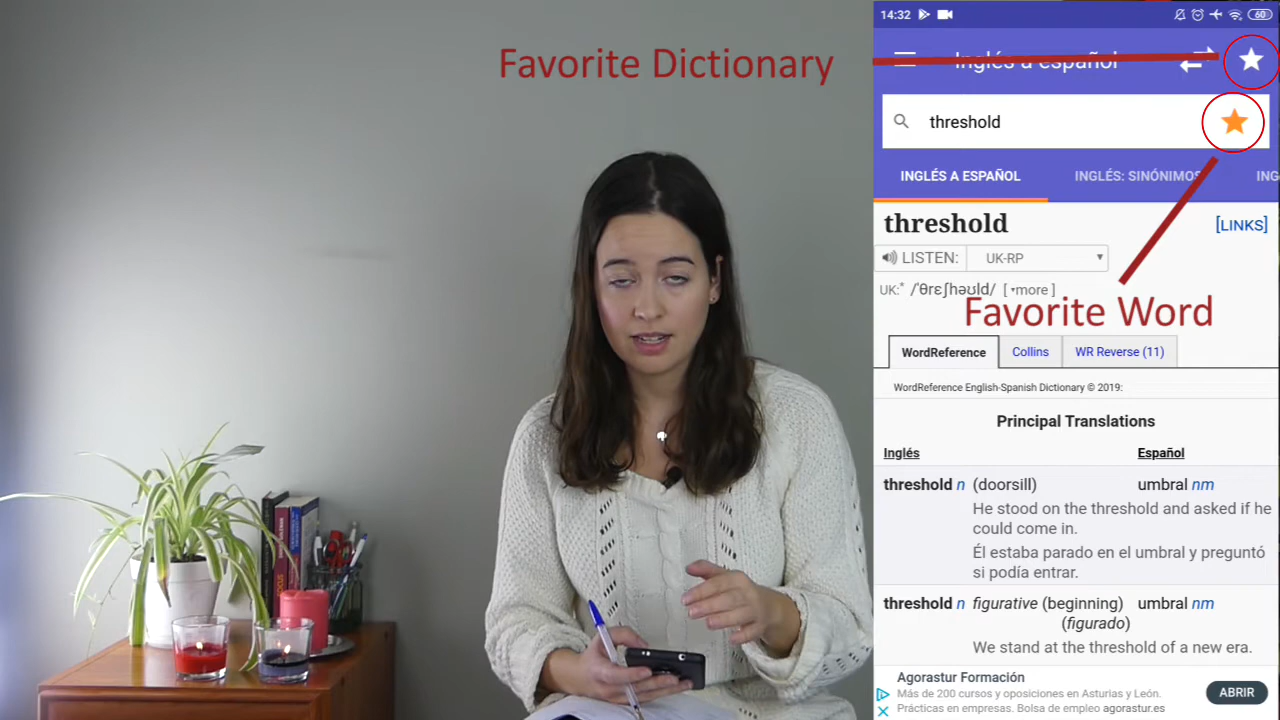 Favorite Dictionary
14:32
60
Inglés a español
threshold
INGLÉS A ESPAÑOL
INGLÉS: SINÓNIMOS
ING
threshold
[LINKS]
LISTEN:
UK-RP
UK:* /ˈθrɛʃhəʊld/ [ ▾more ]
Favorite Word
WordReference
Collins
WR Reverse (11)
WordReference English-Spanish Dictionary © 2019:
Principal Translations
Inglés
Español
threshold n (doorsill) umbral nm
He stood on the threshold and asked if he
could come in.
Él estaba parado en el umbral y preguntó
si podía entrar.
threshold n figurative (beginning) umbral nm
(figurado)
We stand at the threshold of a new era.
Agorastur Formación
Más de 200 cursos y oposiciones en Asturias y León.
Prácticas en empresas. Bolsa de empleo agorastur.es
ABRIR